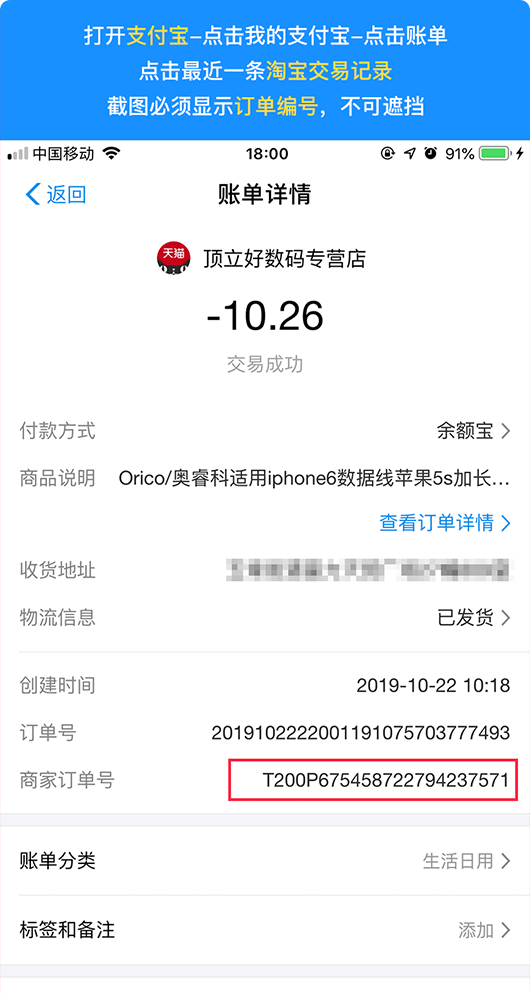 打开支付宝-点击我的支付宝-点击账单
点击最近一条淘宝交易记录
截图必须显示订单编号，不可遮挡
中国移动 18:00 91%
返回 账单详情
天猫 顶立好数码专营店
-10.26
交易成功
付款方式 余额宝
商品说明 Orico/奥睿科适用iphone6数据线苹果5s加长...
查看订单详情
收货地址
物流信息 已发货
创建时间 2019-10-22 10:18
订单号 2019102222001191075703777493
商家订单号 T200P675458722794237571
账单分类 生活日用
标签和备注 添加